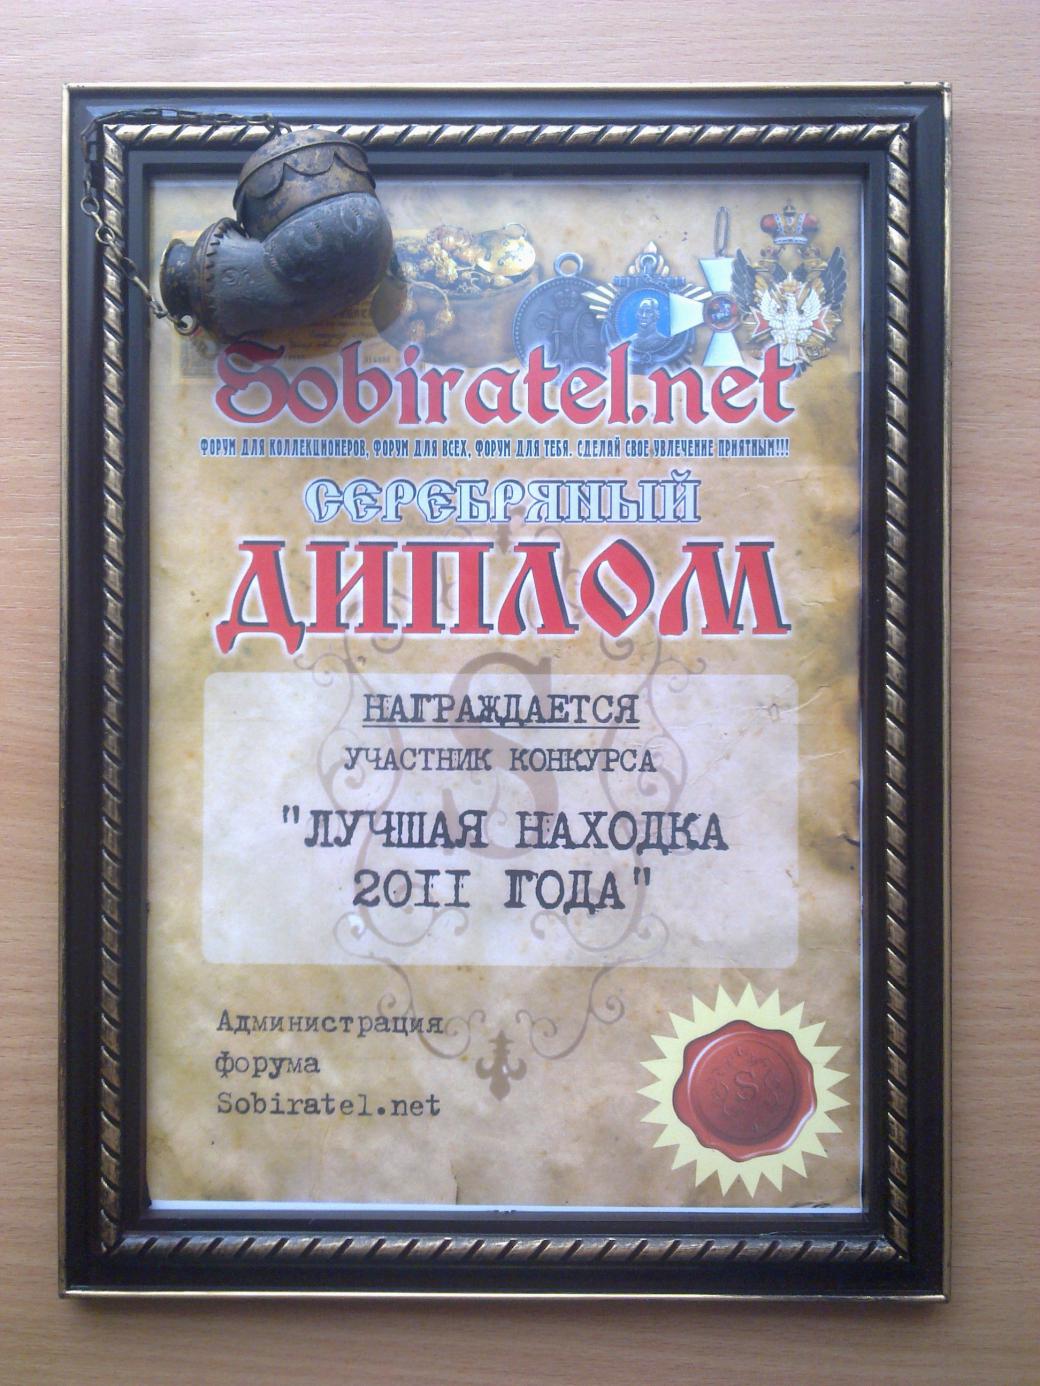 Sobiratel.net
ФОРУМ ДЛЯ КОЛЛЕКЦИОНЕРОВ, ФОРУМ ДЛЯ ВСЕХ, ФОРУМ ДЛЯ ТЕБЯ. СДЕЛАЙ СВОЕ УВЛЕЧЕНИЕ ПРИЯТНЫМ!!!
СЕРЕБРЯНЫЙ
ДИПЛОМ
НАГРАЖДАЕТСЯ
УЧАСТНИК КОНКУРСА
"ЛУЧШАЯ НАХОДКА
2011 ГОДА"
Администрация
форума
Sobiratel.net
S